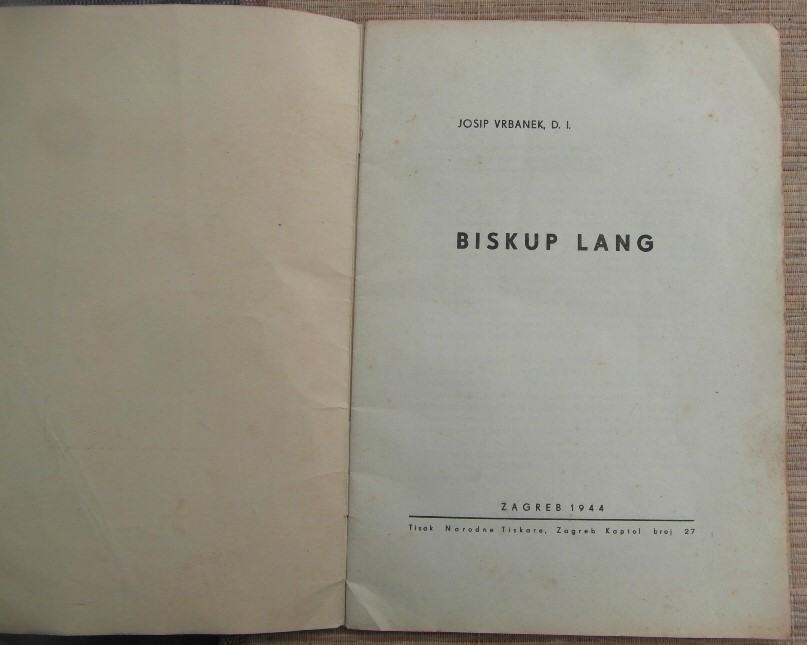 JOSIP VRBANEK, D. I.
BISKUP LANG
ZAGREB 1944
Tisak Narodne Tiskare, Zagreb Kaptol broj 27